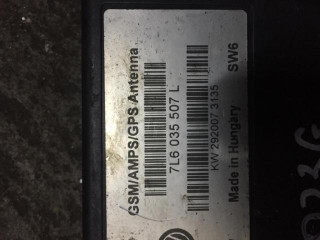 GSM/AMPS/GPS Antenna
7L6 035 507 L
KW 292007 3135
Made in Hungary SW6